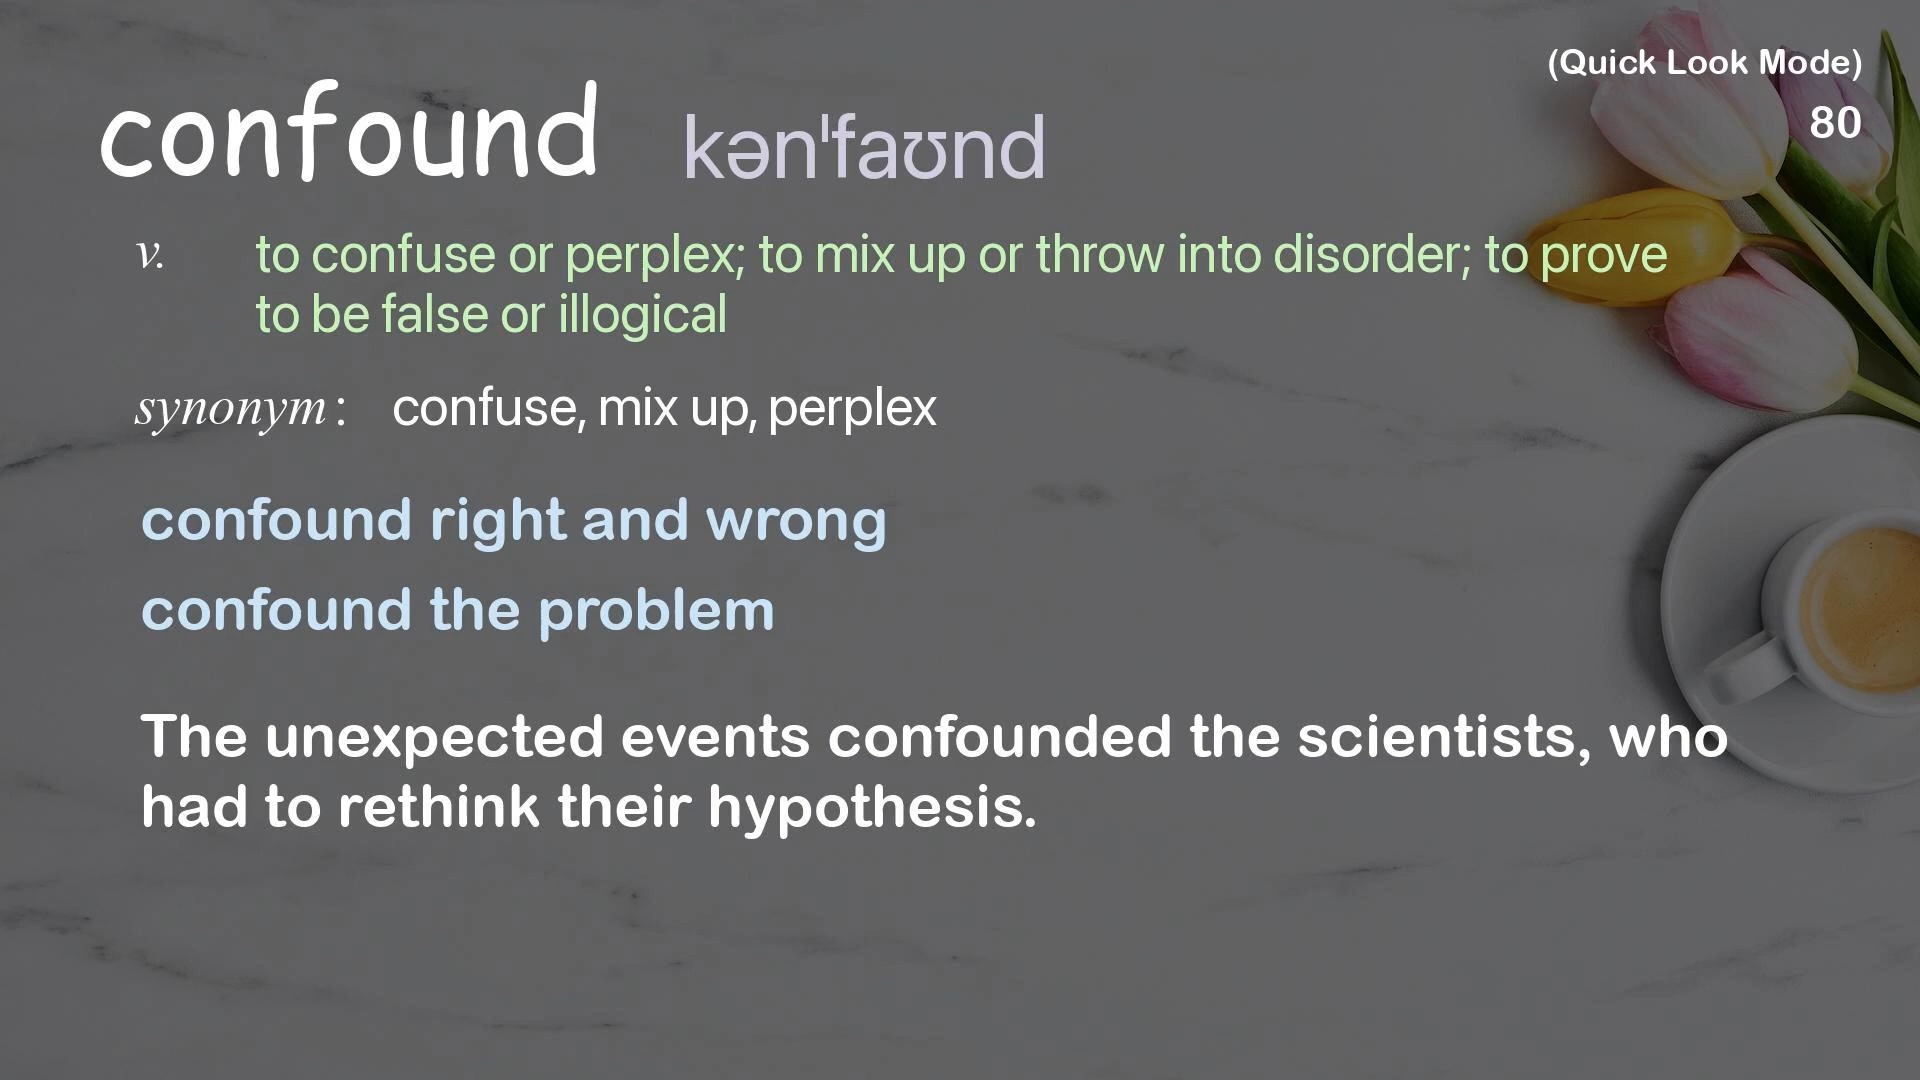 (Quick Look Mode)
80
confound kən'faʊnd
v. to confuse or perplex; to mix up or throw into disorder; to prove
to be false or illogical
synonym: confuse, mix up, perplex
confound right and wrong
confound the problem
The unexpected events confounded the scientists, who
had to rethink their hypothesis.